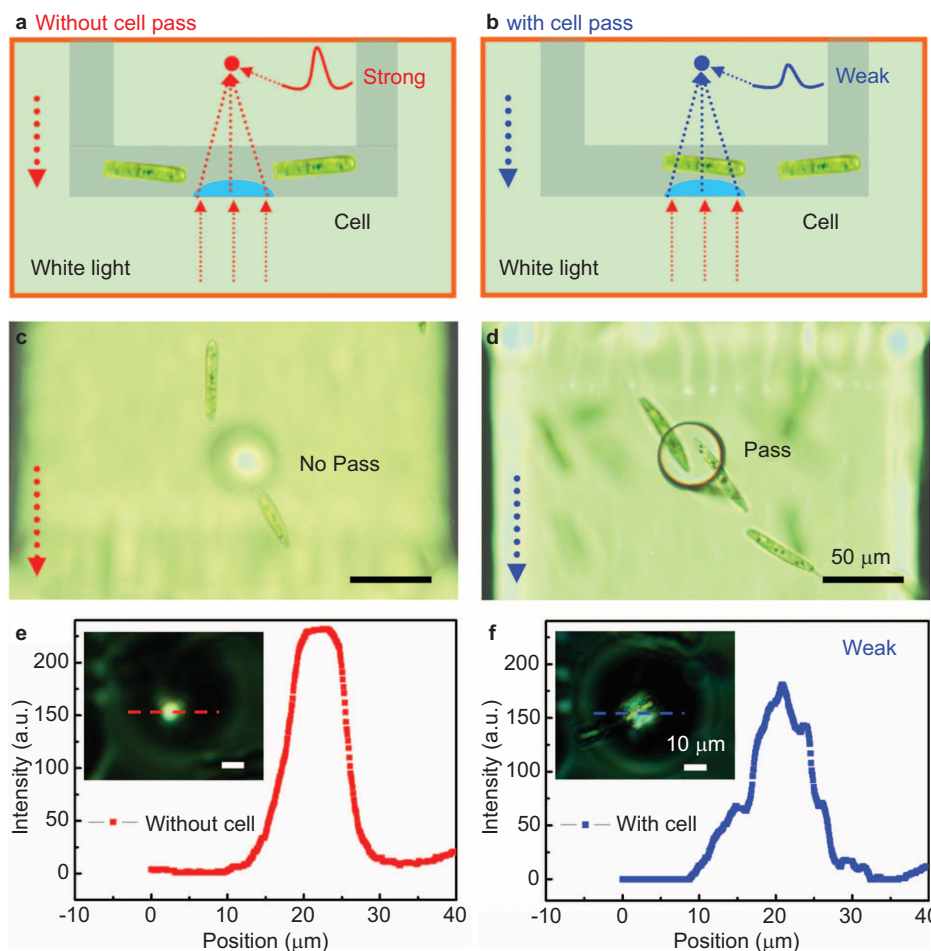 a Without cell pass
Strong
Cell
White light
b with cell pass
Weak
Cell
White light
c
No Pass
d
Pass
50 μm
e
200
150
100
50
0
-10 0 10 20 30 40
Intensity (a.u.)
Position (μm)
Without cell
f
Weak
200
150
100
50
0
-10 0 10 20 30 40
Intensity (a.u.)
Position (μm)
10 μm
With cell